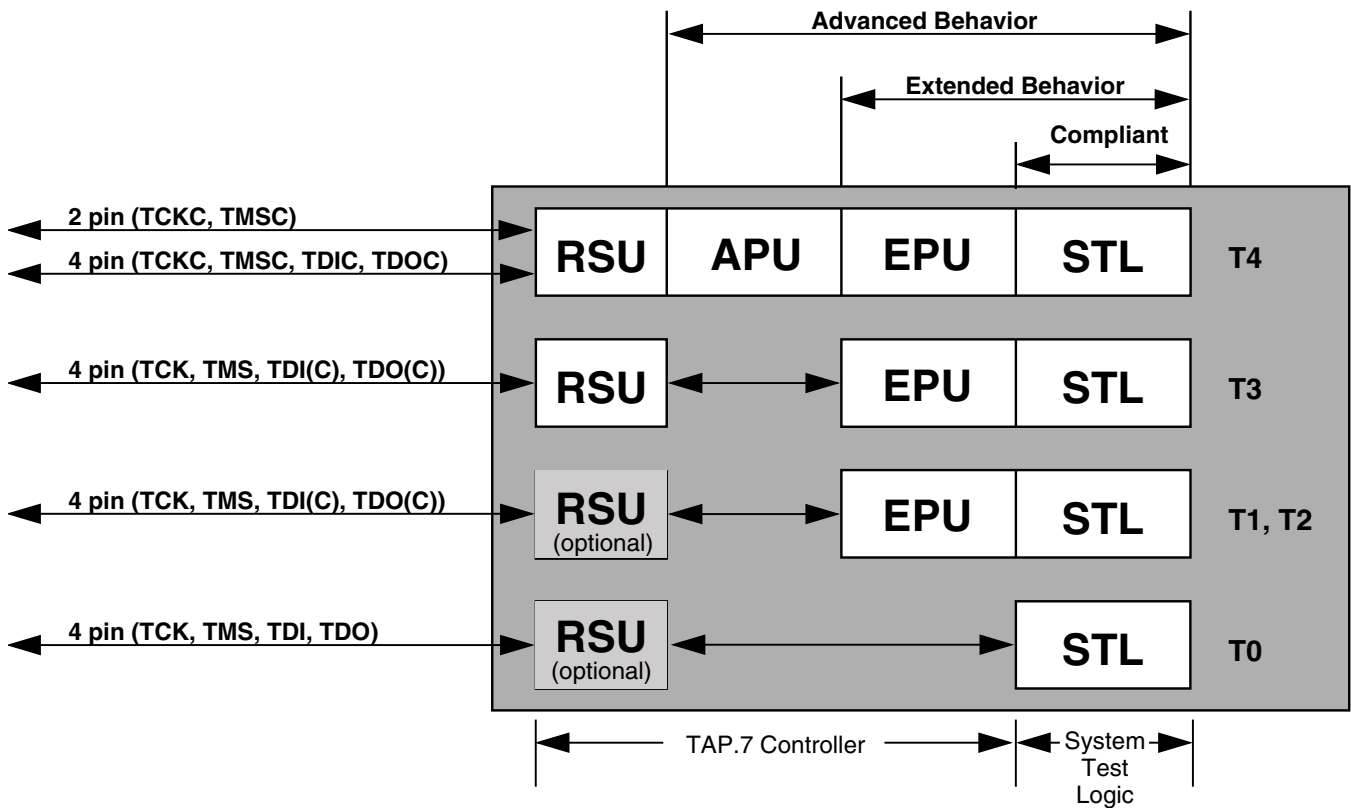 Advanced Behavior
Extended Behavior
Compliant
2 pin (TCKC, TMSC)
4 pin (TCKC, TMSC, TDIC, TDOC)
RSU APU EPU STL T4
4 pin (TCK, TMS, TDI(C), TDO(C))
RSU EPU STL T3
4 pin (TCK, TMS, TDI(C), TDO(C))
RSU EPU STL T1, T2
(optional)
4 pin (TCK, TMS, TDI, TDO)
RSU STL T0
(optional)
TAP.7 Controller
System
Test
Logic